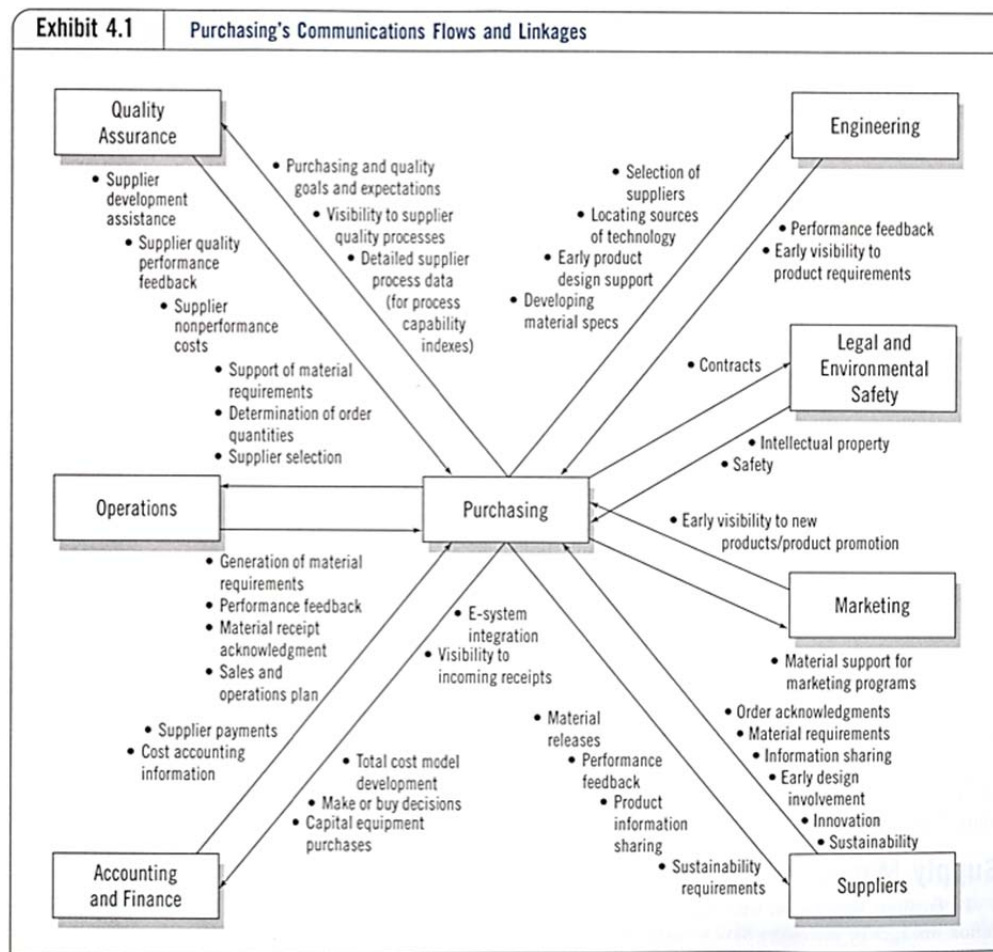 Exhibit 4.1
Purchasing's Communications Flows and Linkages
Quality
Assurance
• Supplier
development
assistance
• Supplier quality
performance
feedback
• Supplier
nonperformance
costs
• Purchasing and quality
goals and expectations
• Visibility to supplier
quality processes
• Detailed supplier
process data
(for process
capability
indexes)
• Selection of
suppliers
• Locating sources
of technology
• Early product
design support
• Developing
material specs
Engineering
• Performance feedback
• Early visibility to
product requirements
• Support of material
requirements
• Determination of order
quantities
• Supplier selection
• Contracts
Legal and
Environmental
Safety
• Intellectual property
• Safety
Operations
Purchasing
• Early visibility to new
products/product promotion
• Generation of material
requirements
• Performance feedback
• Material receipt
acknowledgment
• Sales and
operations plan
Marketing
• Material support for
marketing programs
• Supplier payments
• Cost accounting
information
• E-system
integration
• Visibility to
incoming receipts
• Total cost model
development
• Make or buy decisions
• Capital equipment
purchases
• Material
releases
• Performance
feedback
• Product
information
sharing
• Sustainability
requirements
• Order acknowledgments
• Material requirements
• Information sharing
• Early design
involvement
• Innovation
• Sustainability
Accounting
and Finance
Suppliers